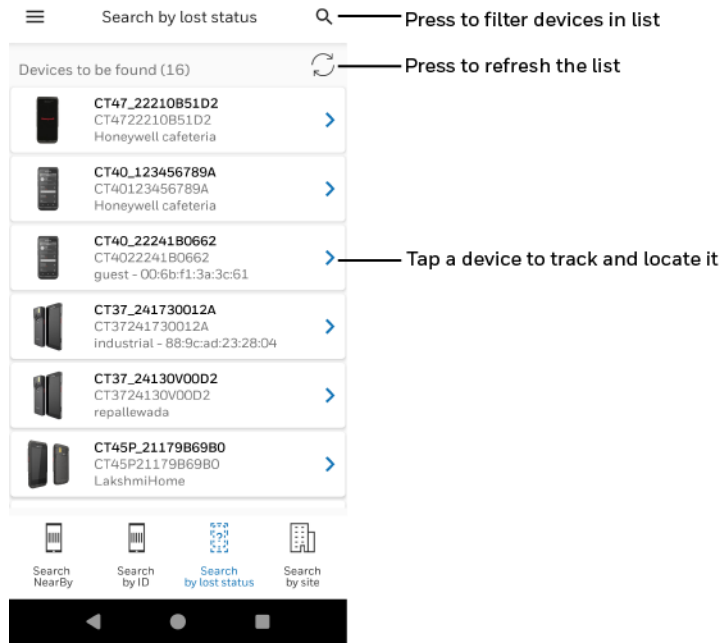 Search by lost status
Press to filter devices in list
Devices to be found (16)
Press to refresh the list
CT47_22210B51D2
CT4722210B51D2
Honeywell cafeteria
CT40_123456789A
CT40123456789A
Honeywell cafeteria
CT40_22241B0662
CT4022241B0662
guest - 00:6b:f1:3a:3c:61
Tap a device to track and locate it
CT37_241730012A
CT37241730012A
industrial - 88:9c:ad:23:28:04
CT37_24130V00D2
CT3724130V00D2
repallewada
CT45P_21179B69B0
CT45P21179B69B0
LakshmiHome
Search
NearBy
Search
by ID
Search
by lost status
Search
by site